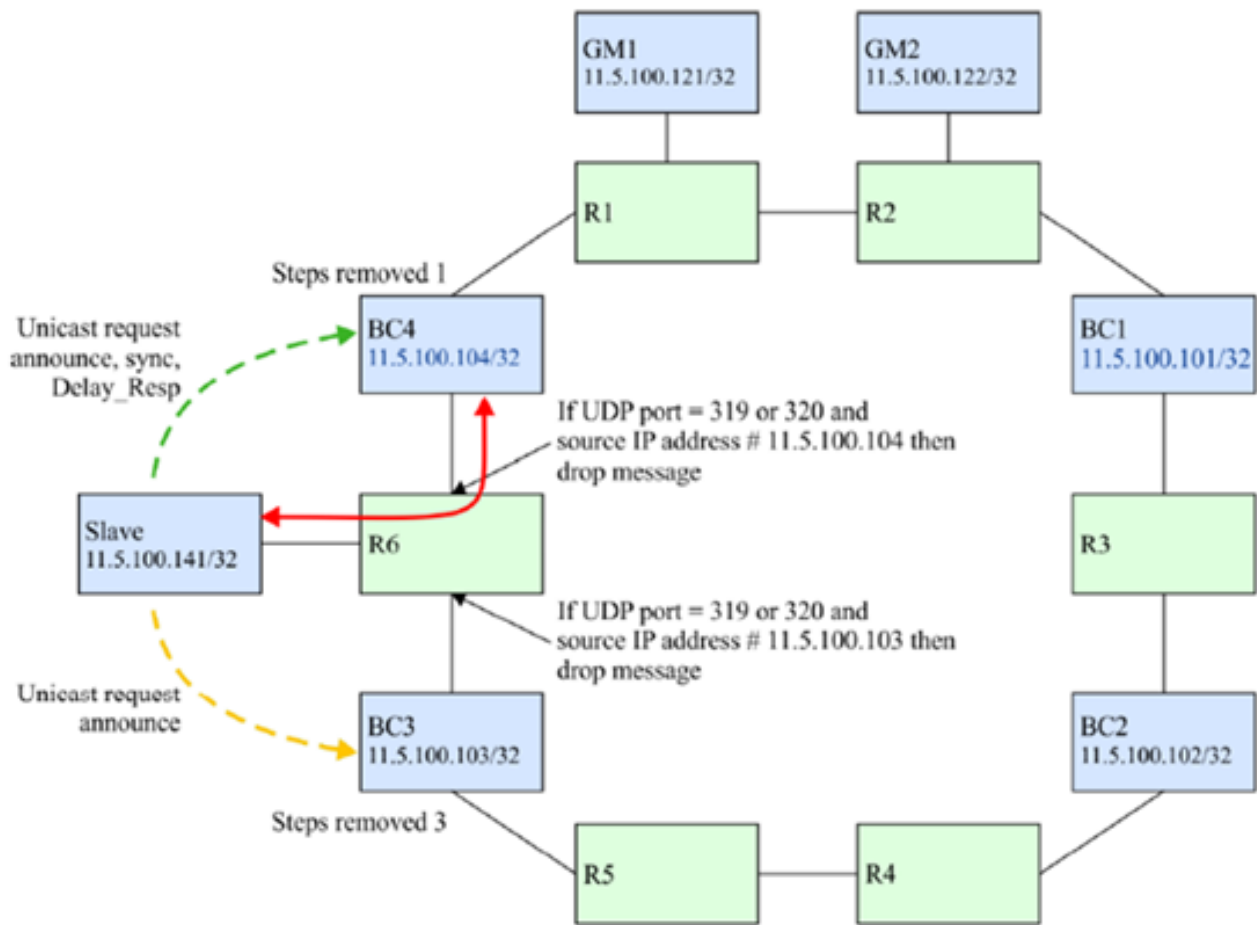 GM1
11.5.100.121/32
GM2
11.5.100.122/32
R1
R2
Steps removed 1
BC4
11.5.100.104/32
BC1
11.5.100.101/32
Unicast request
announce, sync,
Delay_Resp
If UDP port = 319 or 320 and
source IP address # 11.5.100.104 then
drop message
Slave
11.5.100.141/32
R6
R3
If UDP port = 319 or 320 and
source IP address # 11.5.100.103 then
drop message
Unicast request
announce
BC3
11.5.100.103/32
BC2
11.5.100.102/32
Steps removed 3
R5
R4